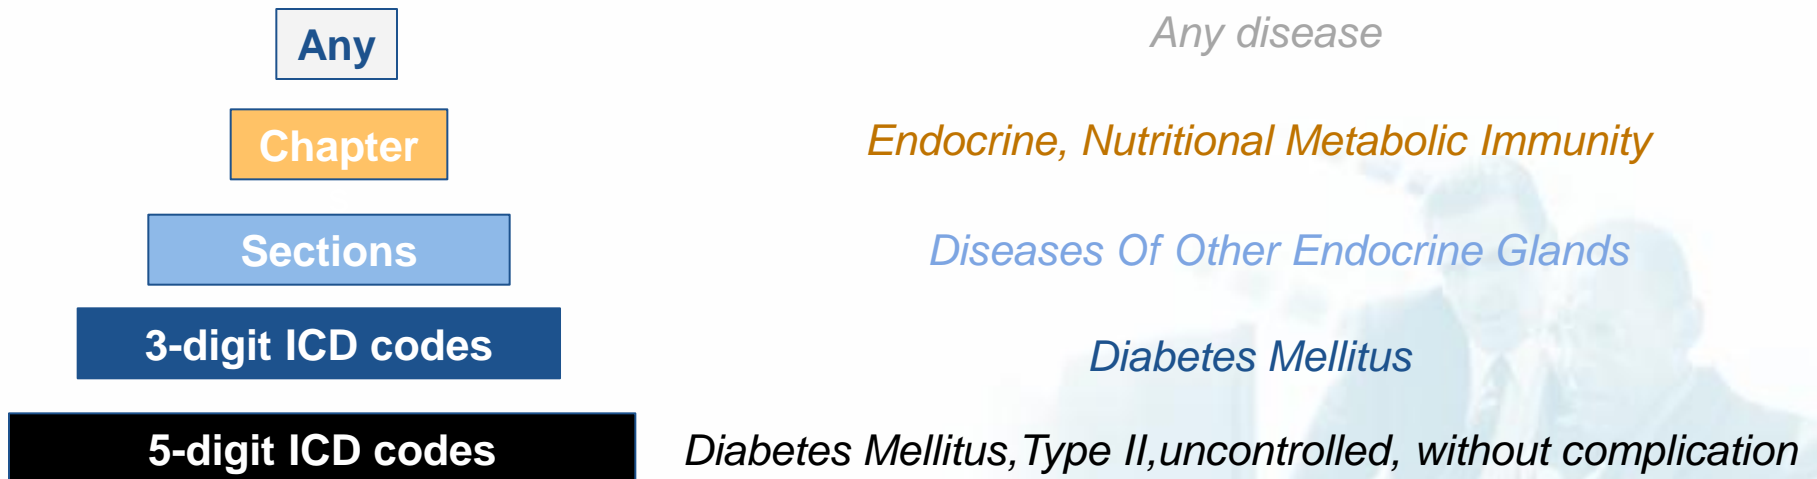 Any
Any disease
Chapter
Endocrine, Nutritional Metabolic Immunity
Sections
Diseases Of Other Endocrine Glands
3-digit ICD codes
Diabetes Mellitus
5-digit ICD codes
Diabetes Mellitus,Type II,uncontrolled, without complication